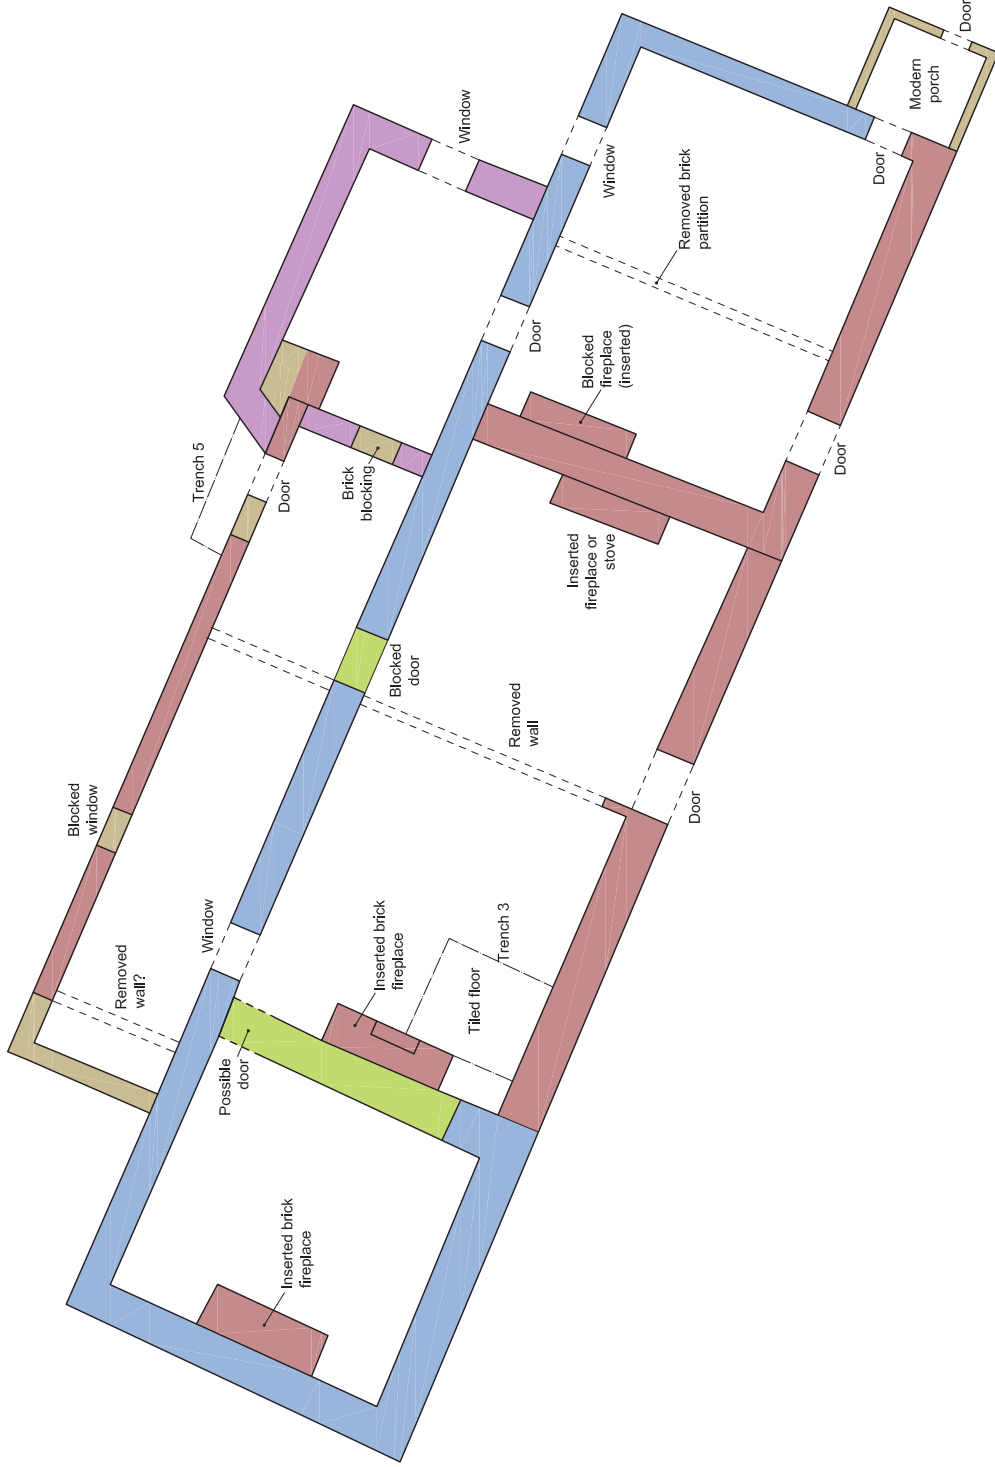 Door
Modern
porch
Door
Window
Window
Removed brick
partition
Door
Blocked
fireplace
(inserted)
Door
Trench 5
Door
Brick
blocking
Inserted
fireplace or
stove
Blocked
door
Removed
wall
Door
Blocked
window
Window
Removed
wall?
Inserted brick
fireplace
Trench 3
Tiled floor
Possible
door
Inserted brick
fireplace